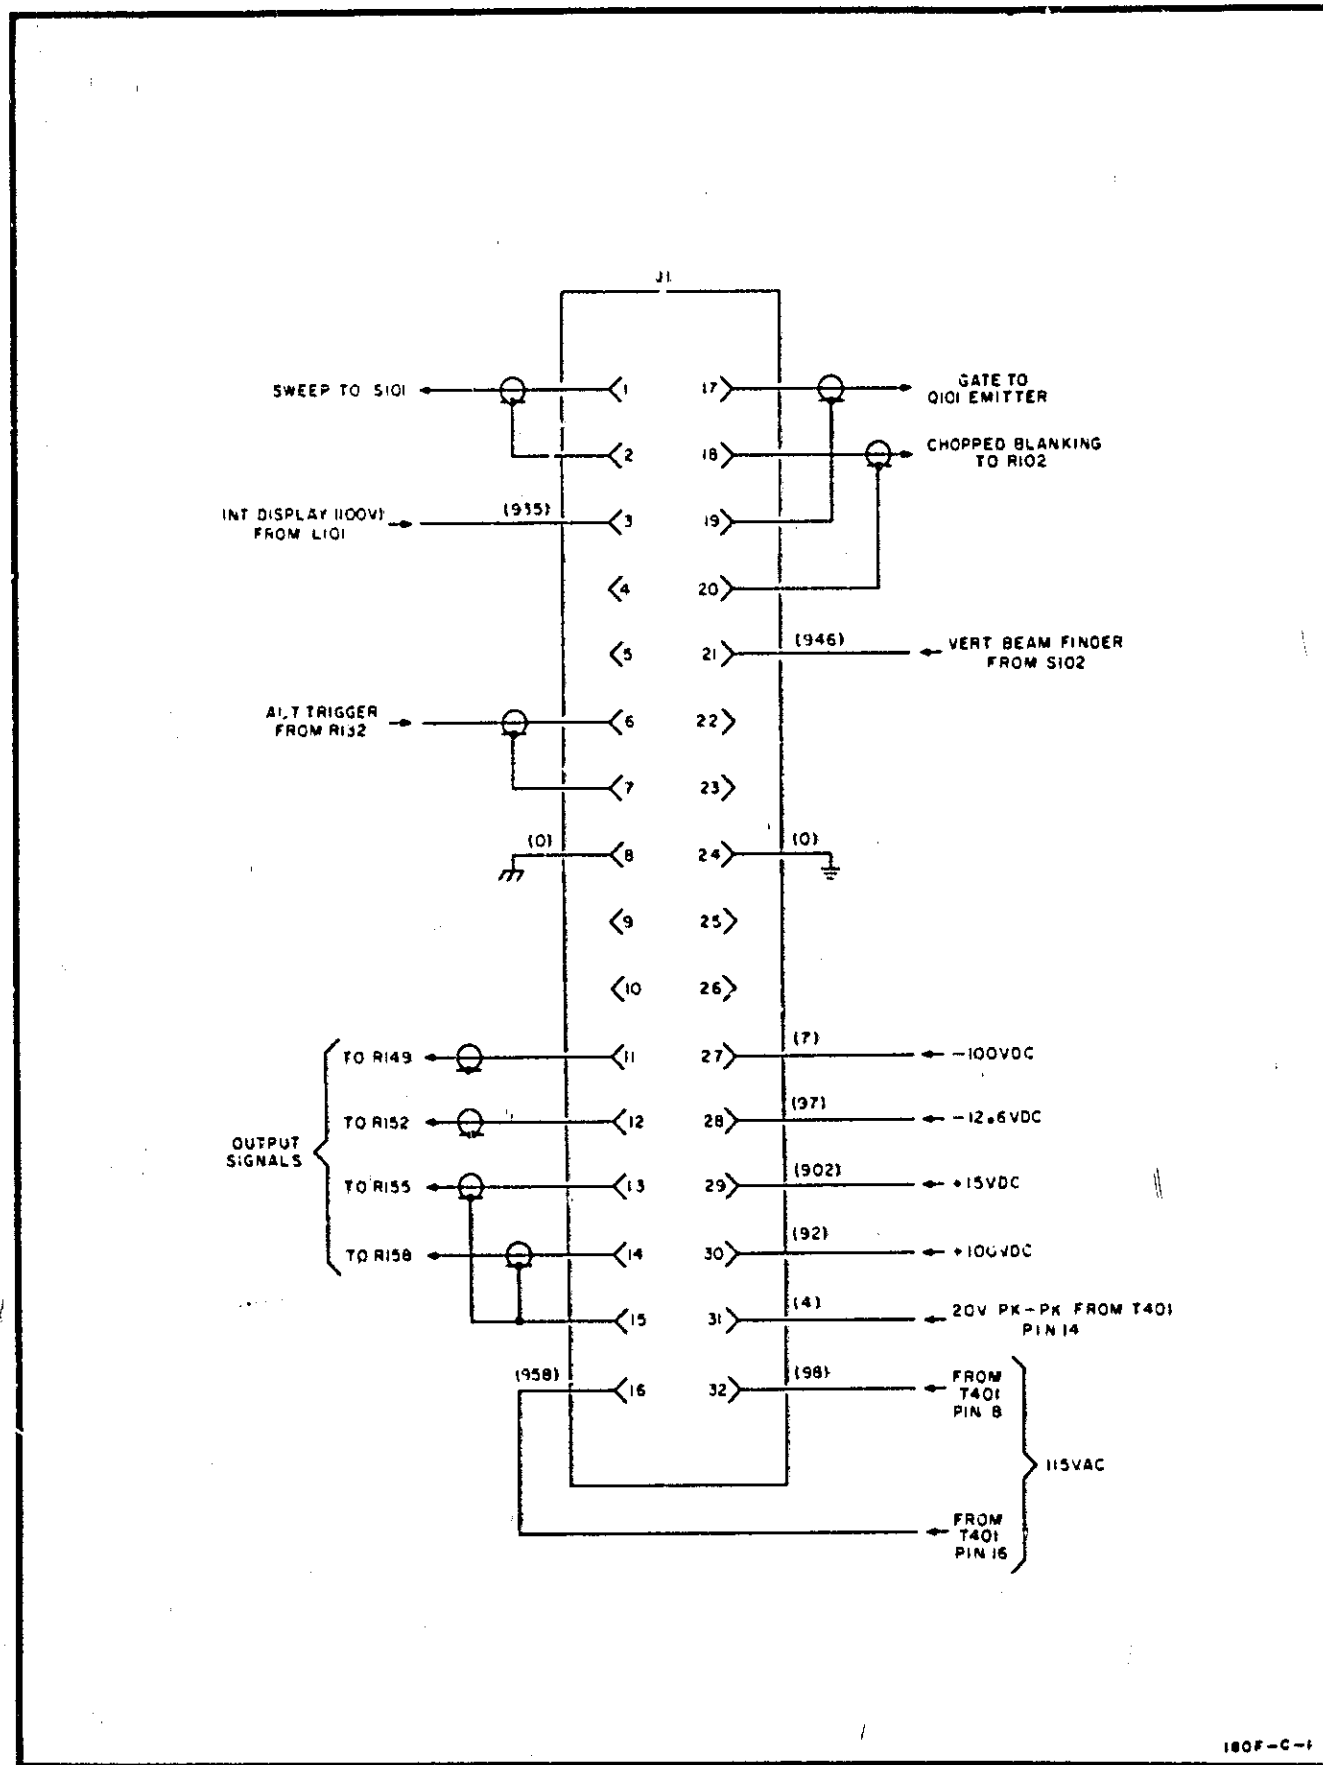 J1
SWEEP TO S101
1
17
GATE TO
Q101 EMITTER
2
18
CHOPPED BLANKING
TO R102
INT DISPLAY (100V)
FROM L101
(935)
3
19
4
20
5
21
(946)
VERT BEAM FINDER
FROM S102
ALT TRIGGER
FROM R132
6
22
7
23
(0)
8
24
(0)
9
25
10
26
OUTPUT
SIGNALS
TO R149
11
27
(7)
-100VDC
TO R152
12
28
(97)
-12.6VDC
TO R155
13
29
(902)
+15VDC
TO R158
14
30
(92)
+100VDC
15
31
(4)
20V PK-PK FROM T401
PIN 14
(958)
16
32
(98)
FROM
T401
PIN 8
115VAC
FROM
T401
PIN 16
180F-C-1